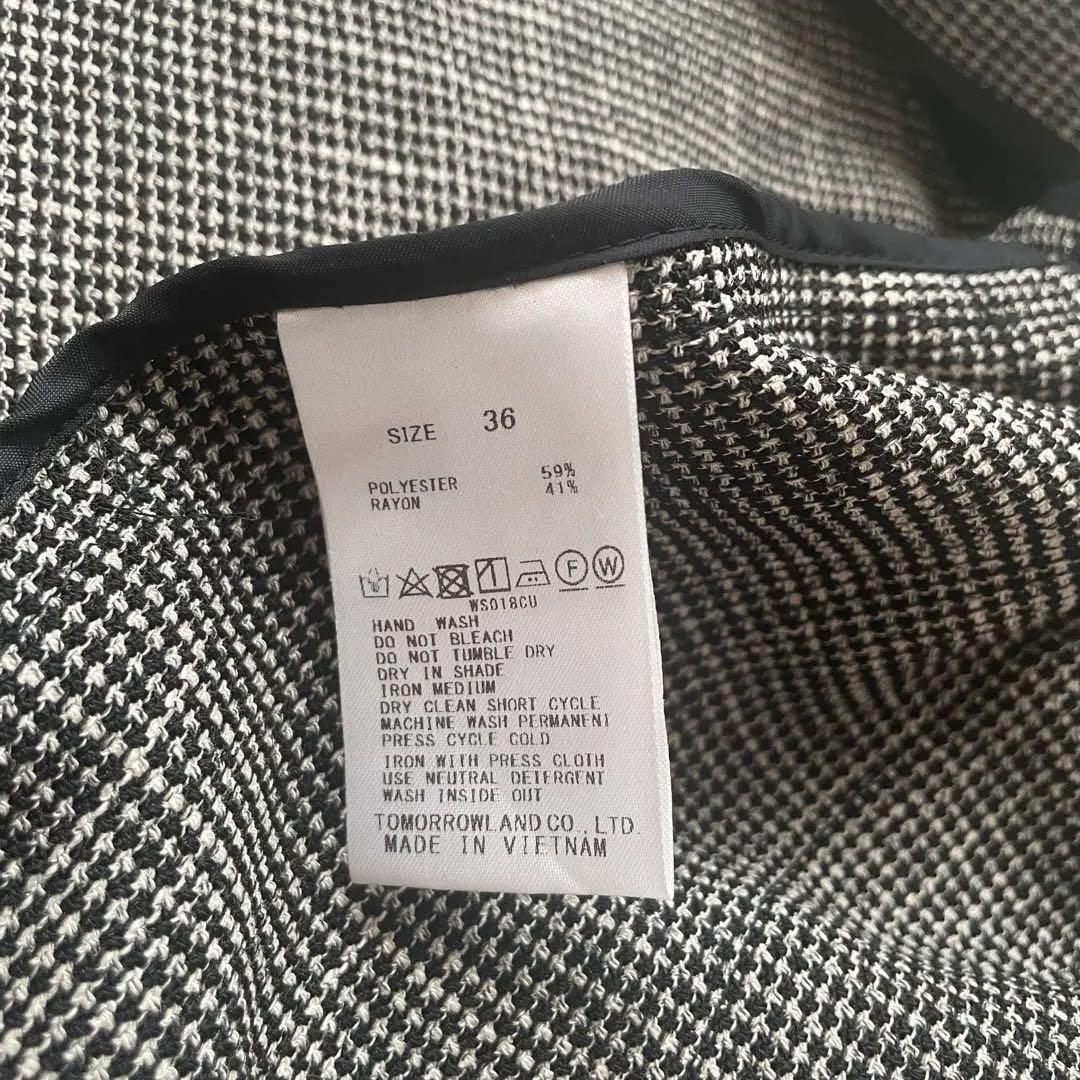 SIZE 36
POLYESTER 59%
RAYON 41%
F W
WS018CU
HAND WASH
DO NOT BLEACH
DO NOT TUMBLE DRY
DRY IN SHADE
IRON MEDIUM
DRY CLEAN SHORT CYCLE
MACHINE WASH PERMANENT
PRESS CYCLE COLD
IRON WITH PRESS CLOTH
USE NEUTRAL DETERGENT
WASH INSIDE OUT
TOMORROWLAND CO., LTD.
MADE IN VIETNAM